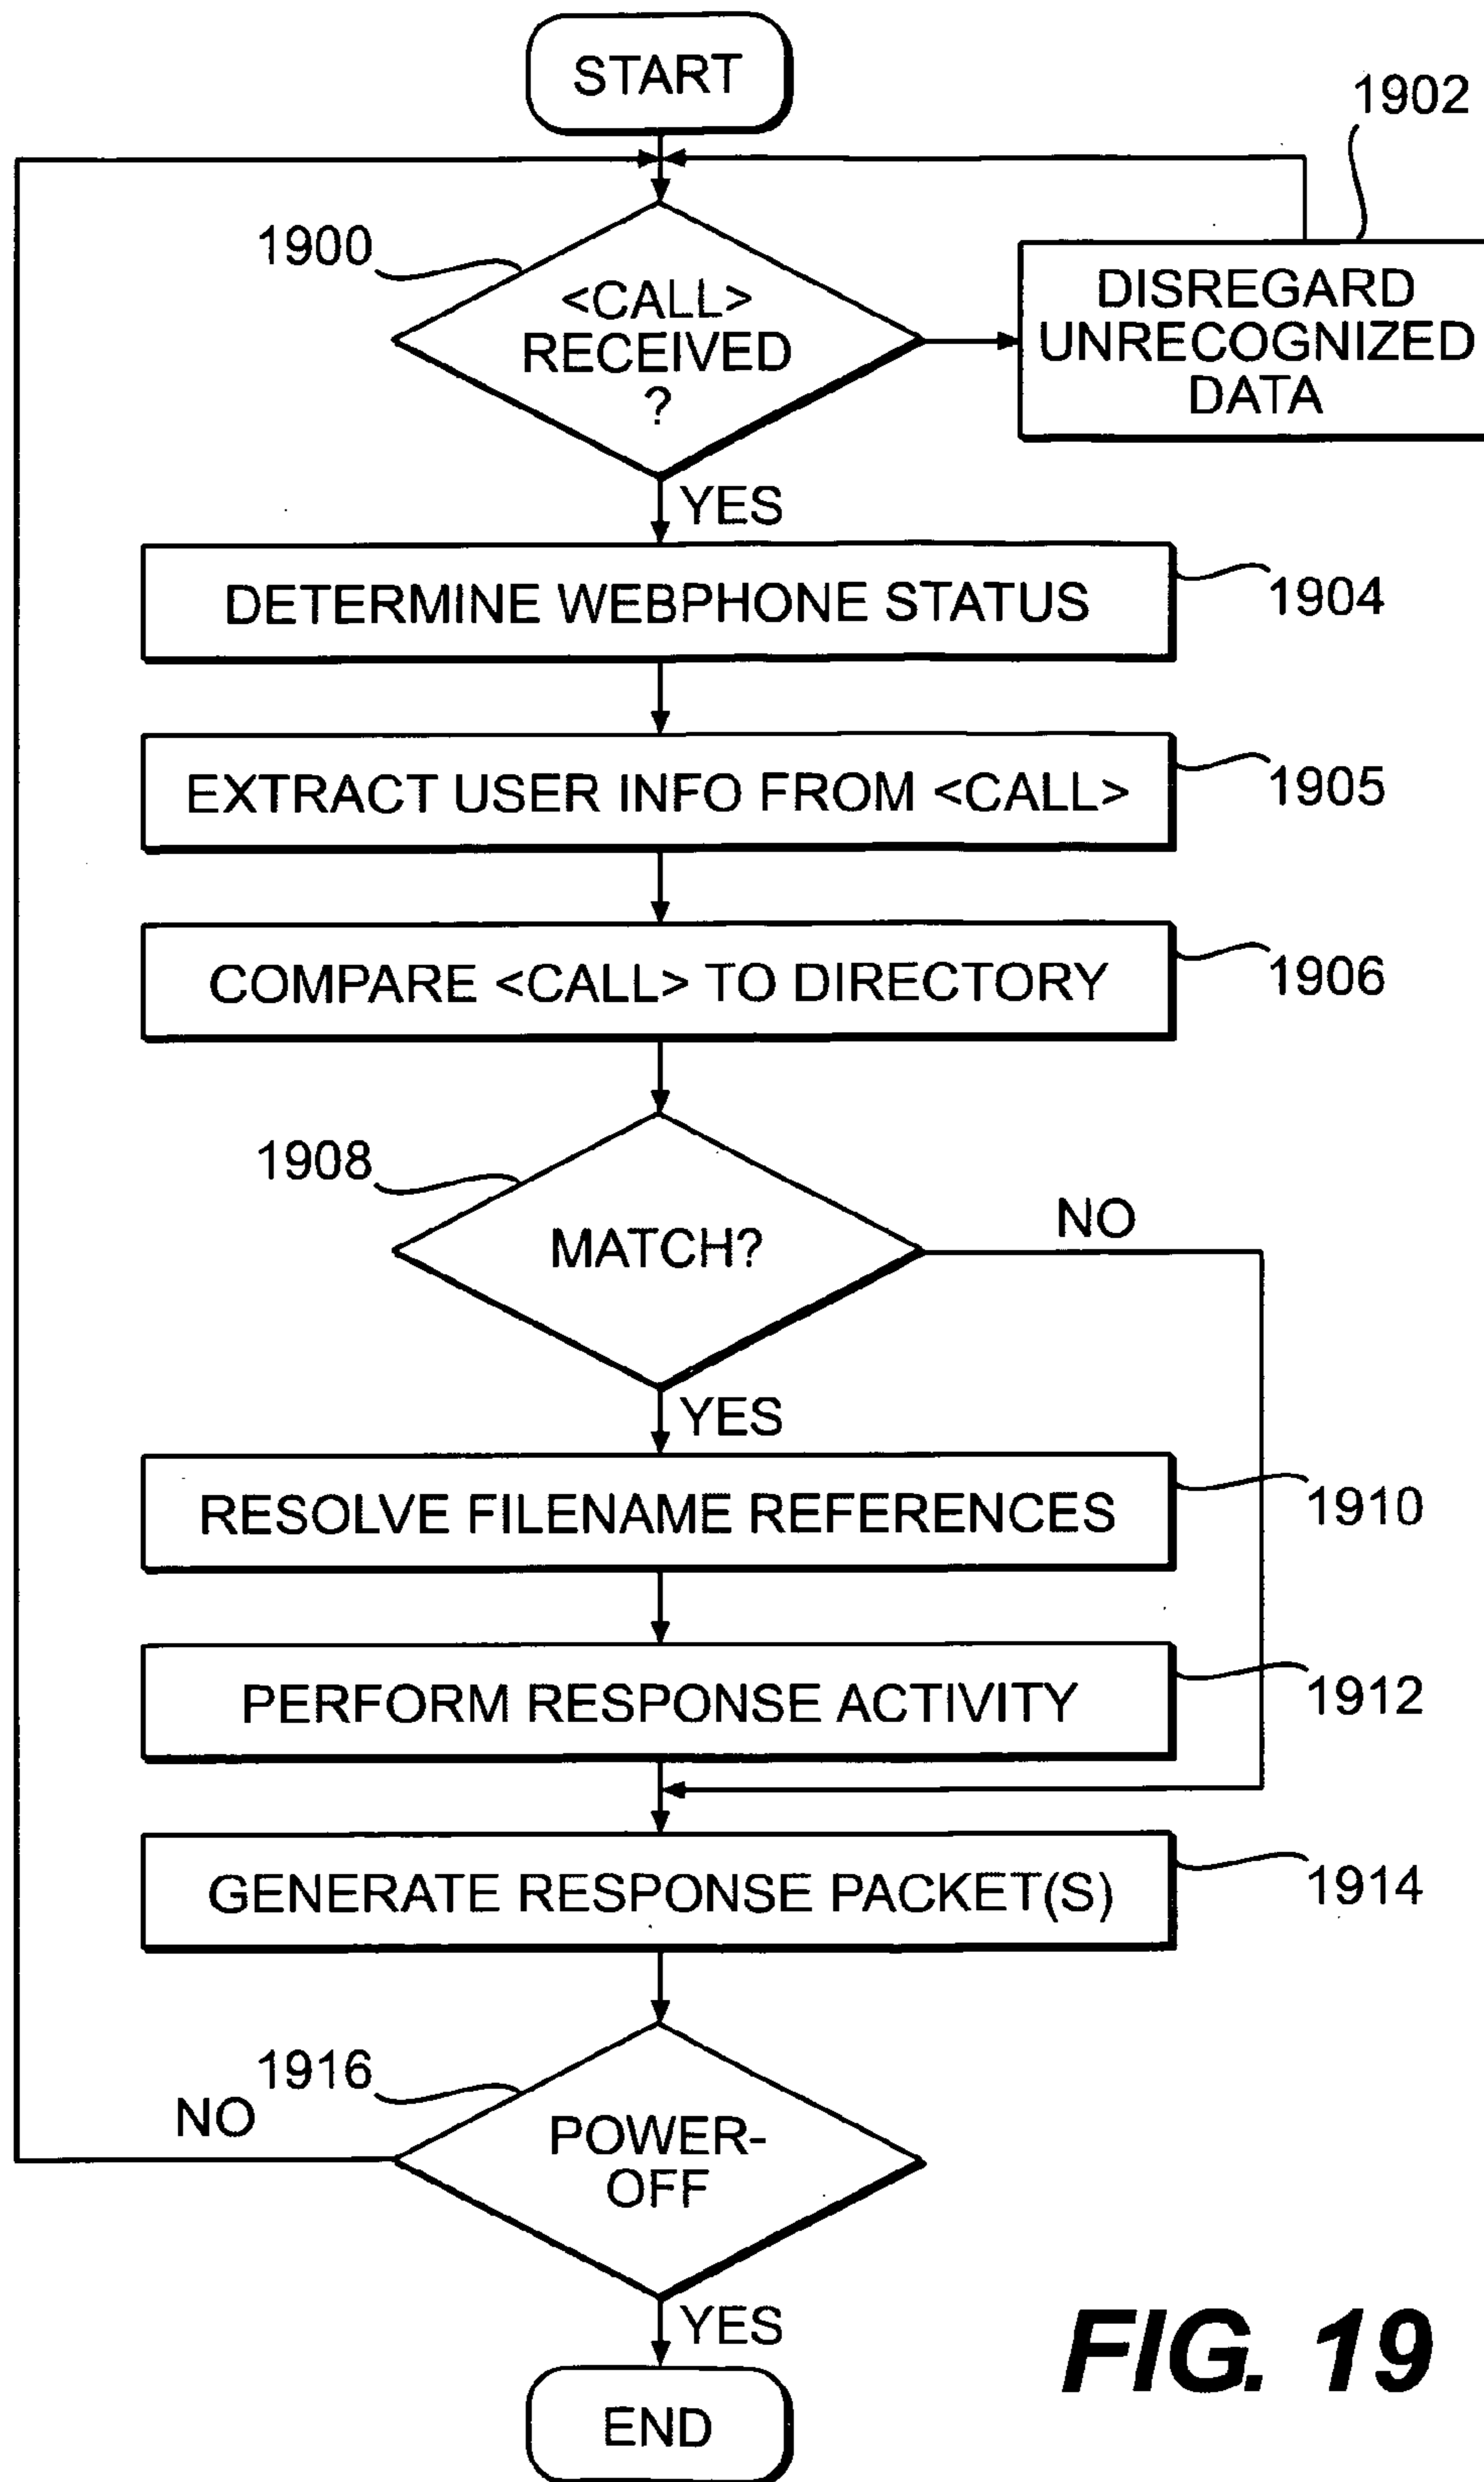 START
1902
1900
<CALL>
RECEIVED
?
DISREGARD
UNRECOGNIZED
DATA
YES
DETERMINE WEBPHONE STATUS
1904
EXTRACT USER INFO FROM <CALL>
1905
COMPARE <CALL> TO DIRECTORY
1906
1908
MATCH?
NO
YES
RESOLVE FILENAME REFERENCES
1910
PERFORM RESPONSE ACTIVITY
1912
GENERATE RESPONSE PACKET(S)
1914
1916
NO
POWER-
OFF
YES
END
FIG. 19